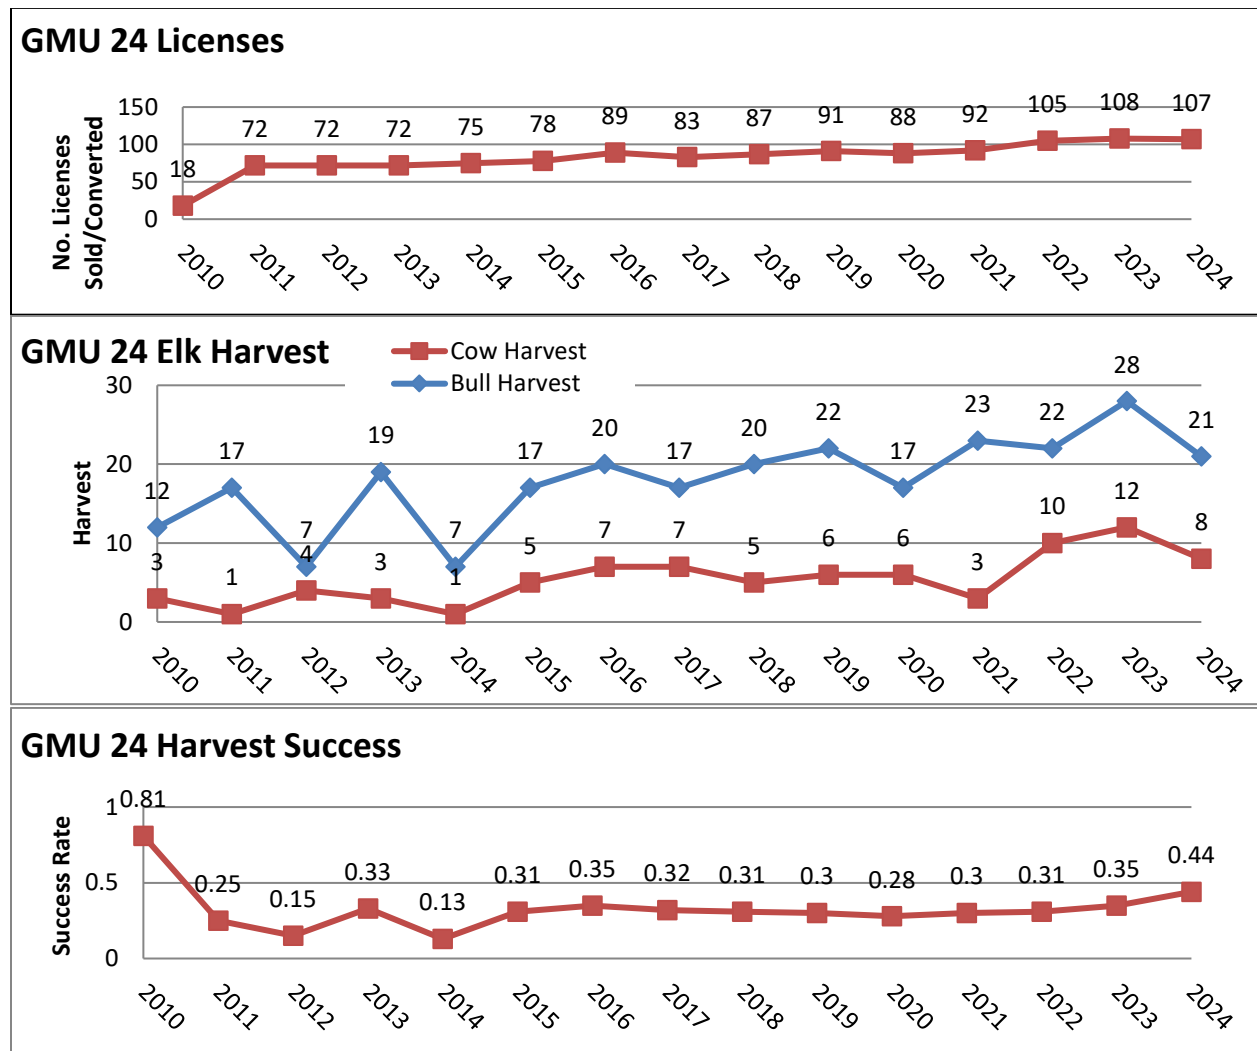 GMU 24 Licenses
No. Licenses
Sold/Converted
150
100
50
0
18 72 72 72 75 78 89 83 87 91 88 92 105 108 107
2010 2011 2012 2013 2014 2015 2016 2017 2018 2019 2020 2021 2022 2023 2024
GMU 24 Elk Harvest
Cow Harvest
Bull Harvest
Harvest
30
20
10
0
12 17 7 19 7 17 20 17 20 22 17 23 22 28 21
3 1 4 3 1 5 7 7 5 6 6 3 10 12 8
2010 2011 2012 2013 2014 2015 2016 2017 2018 2019 2020 2021 2022 2023 2024
GMU 24 Harvest Success
Success Rate
1
0.5
0
0.81 0.25 0.15 0.33 0.13 0.31 0.35 0.32 0.31 0.3 0.28 0.3 0.31 0.35 0.44
2010 2011 2012 2013 2014 2015 2016 2017 2018 2019 2020 2021 2022 2023 2024